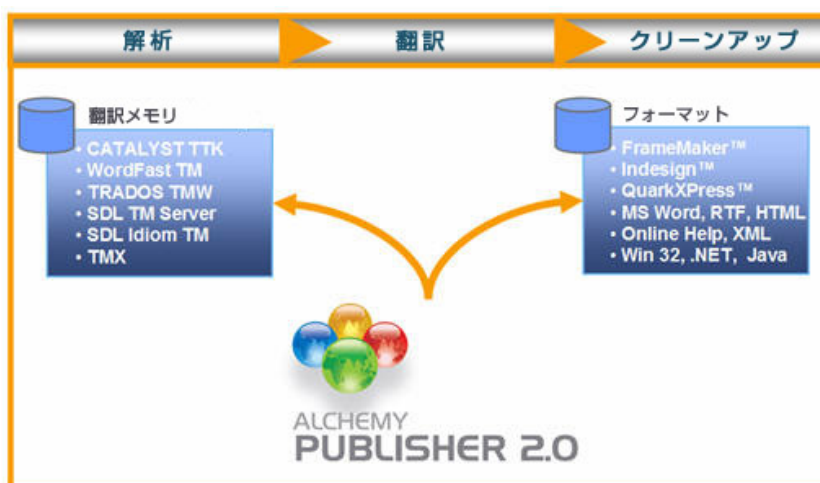 解析
翻訳
クリーンアップ
翻訳メモリ
• CATALYST TTK
• WordFast TM
• TRADOS TMW
• SDL TM Server
• SDL Idiom TM
• TMX
フォーマット
• FrameMaker™
• Indesign™
• QuarkXPress™
• MS Word, RTF, HTML
• Online Help, XML
• Win 32, .NET, Java
ALCHEMY
PUBLISHER 2.0